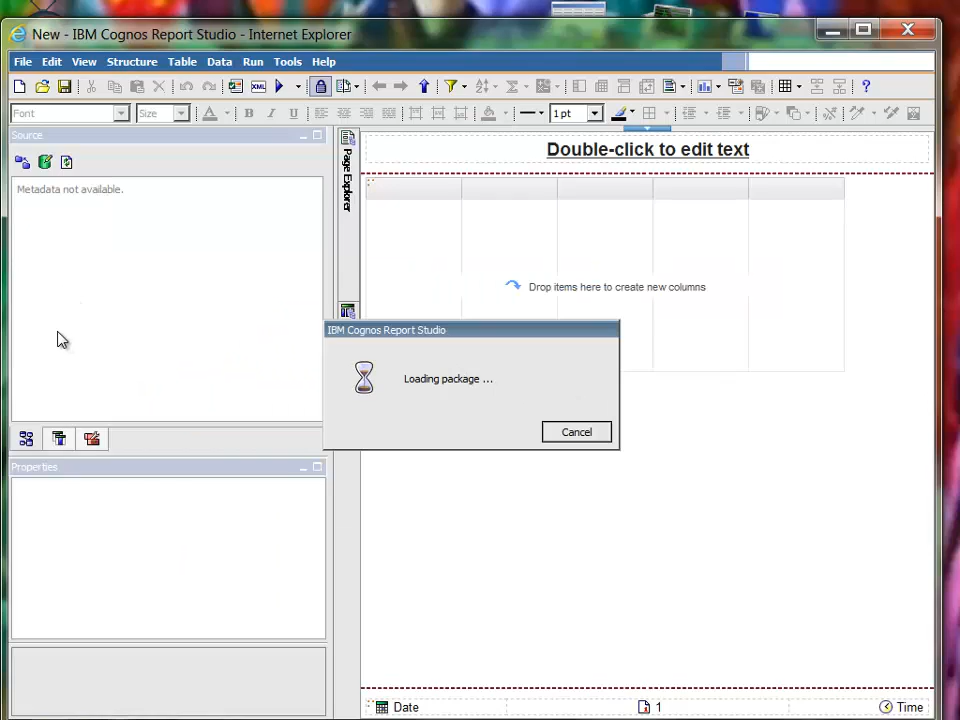 New - IBM Cognos Report Studio - Internet Explorer
File Edit View Structure Table Data Run Tools Help
XML
Font Size A B I U 1pt
Source
Double-click to edit text
Metadata not available.
Page Explorer
Drop items here to create new columns
IBM Cognos Report Studio
Loading package ...
Cancel
Properties
Date 1 Time